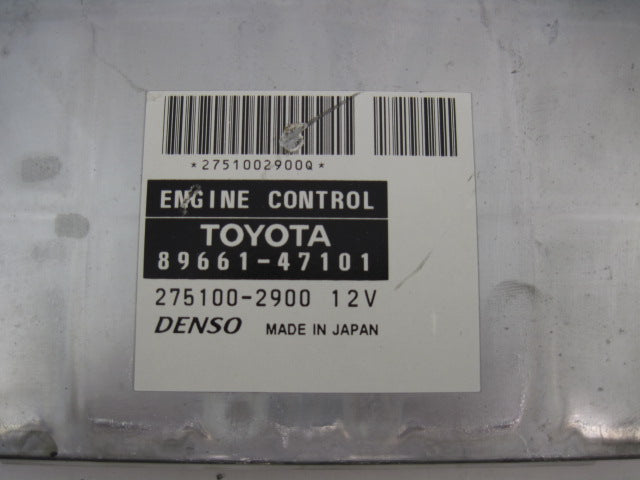 *2751002900Q*
ENGINE CONTROL
TOYOTA
89661-47101
275100-2900 12V
DENSO MADE IN JAPAN